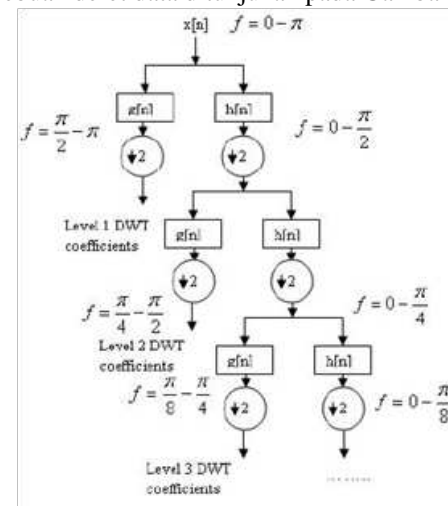 x[n] f = 0 − π
g[n] h[n]
f = π/2 − π
f = 0 − π/2
↓2 ↓2
Level 1 DWT
coefficients
g[n] h[n]
↓2 ↓2
f = π/4 − π/2
f = 0 − π/4
Level 2 DWT
coefficients
g[n] h[n]
f = π/8 − π/4
↓2 ↓2
f = 0 − π/8
Level 3 DWT
coefficients